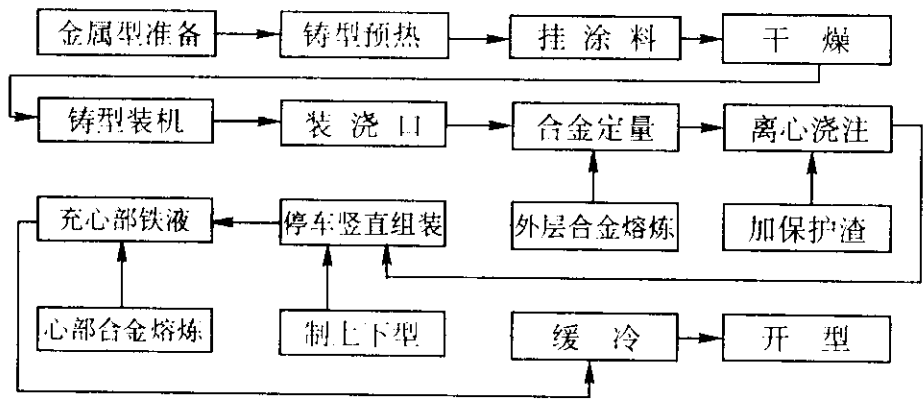 金属型准备 铸型预热 挂涂料 干燥
铸型装机 装浇口 合金定量 离心浇注
充心部铁液 停车竖直组装 外层合金熔炼 加保护渣
心部合金熔炼 制上下型 缓冷 开型